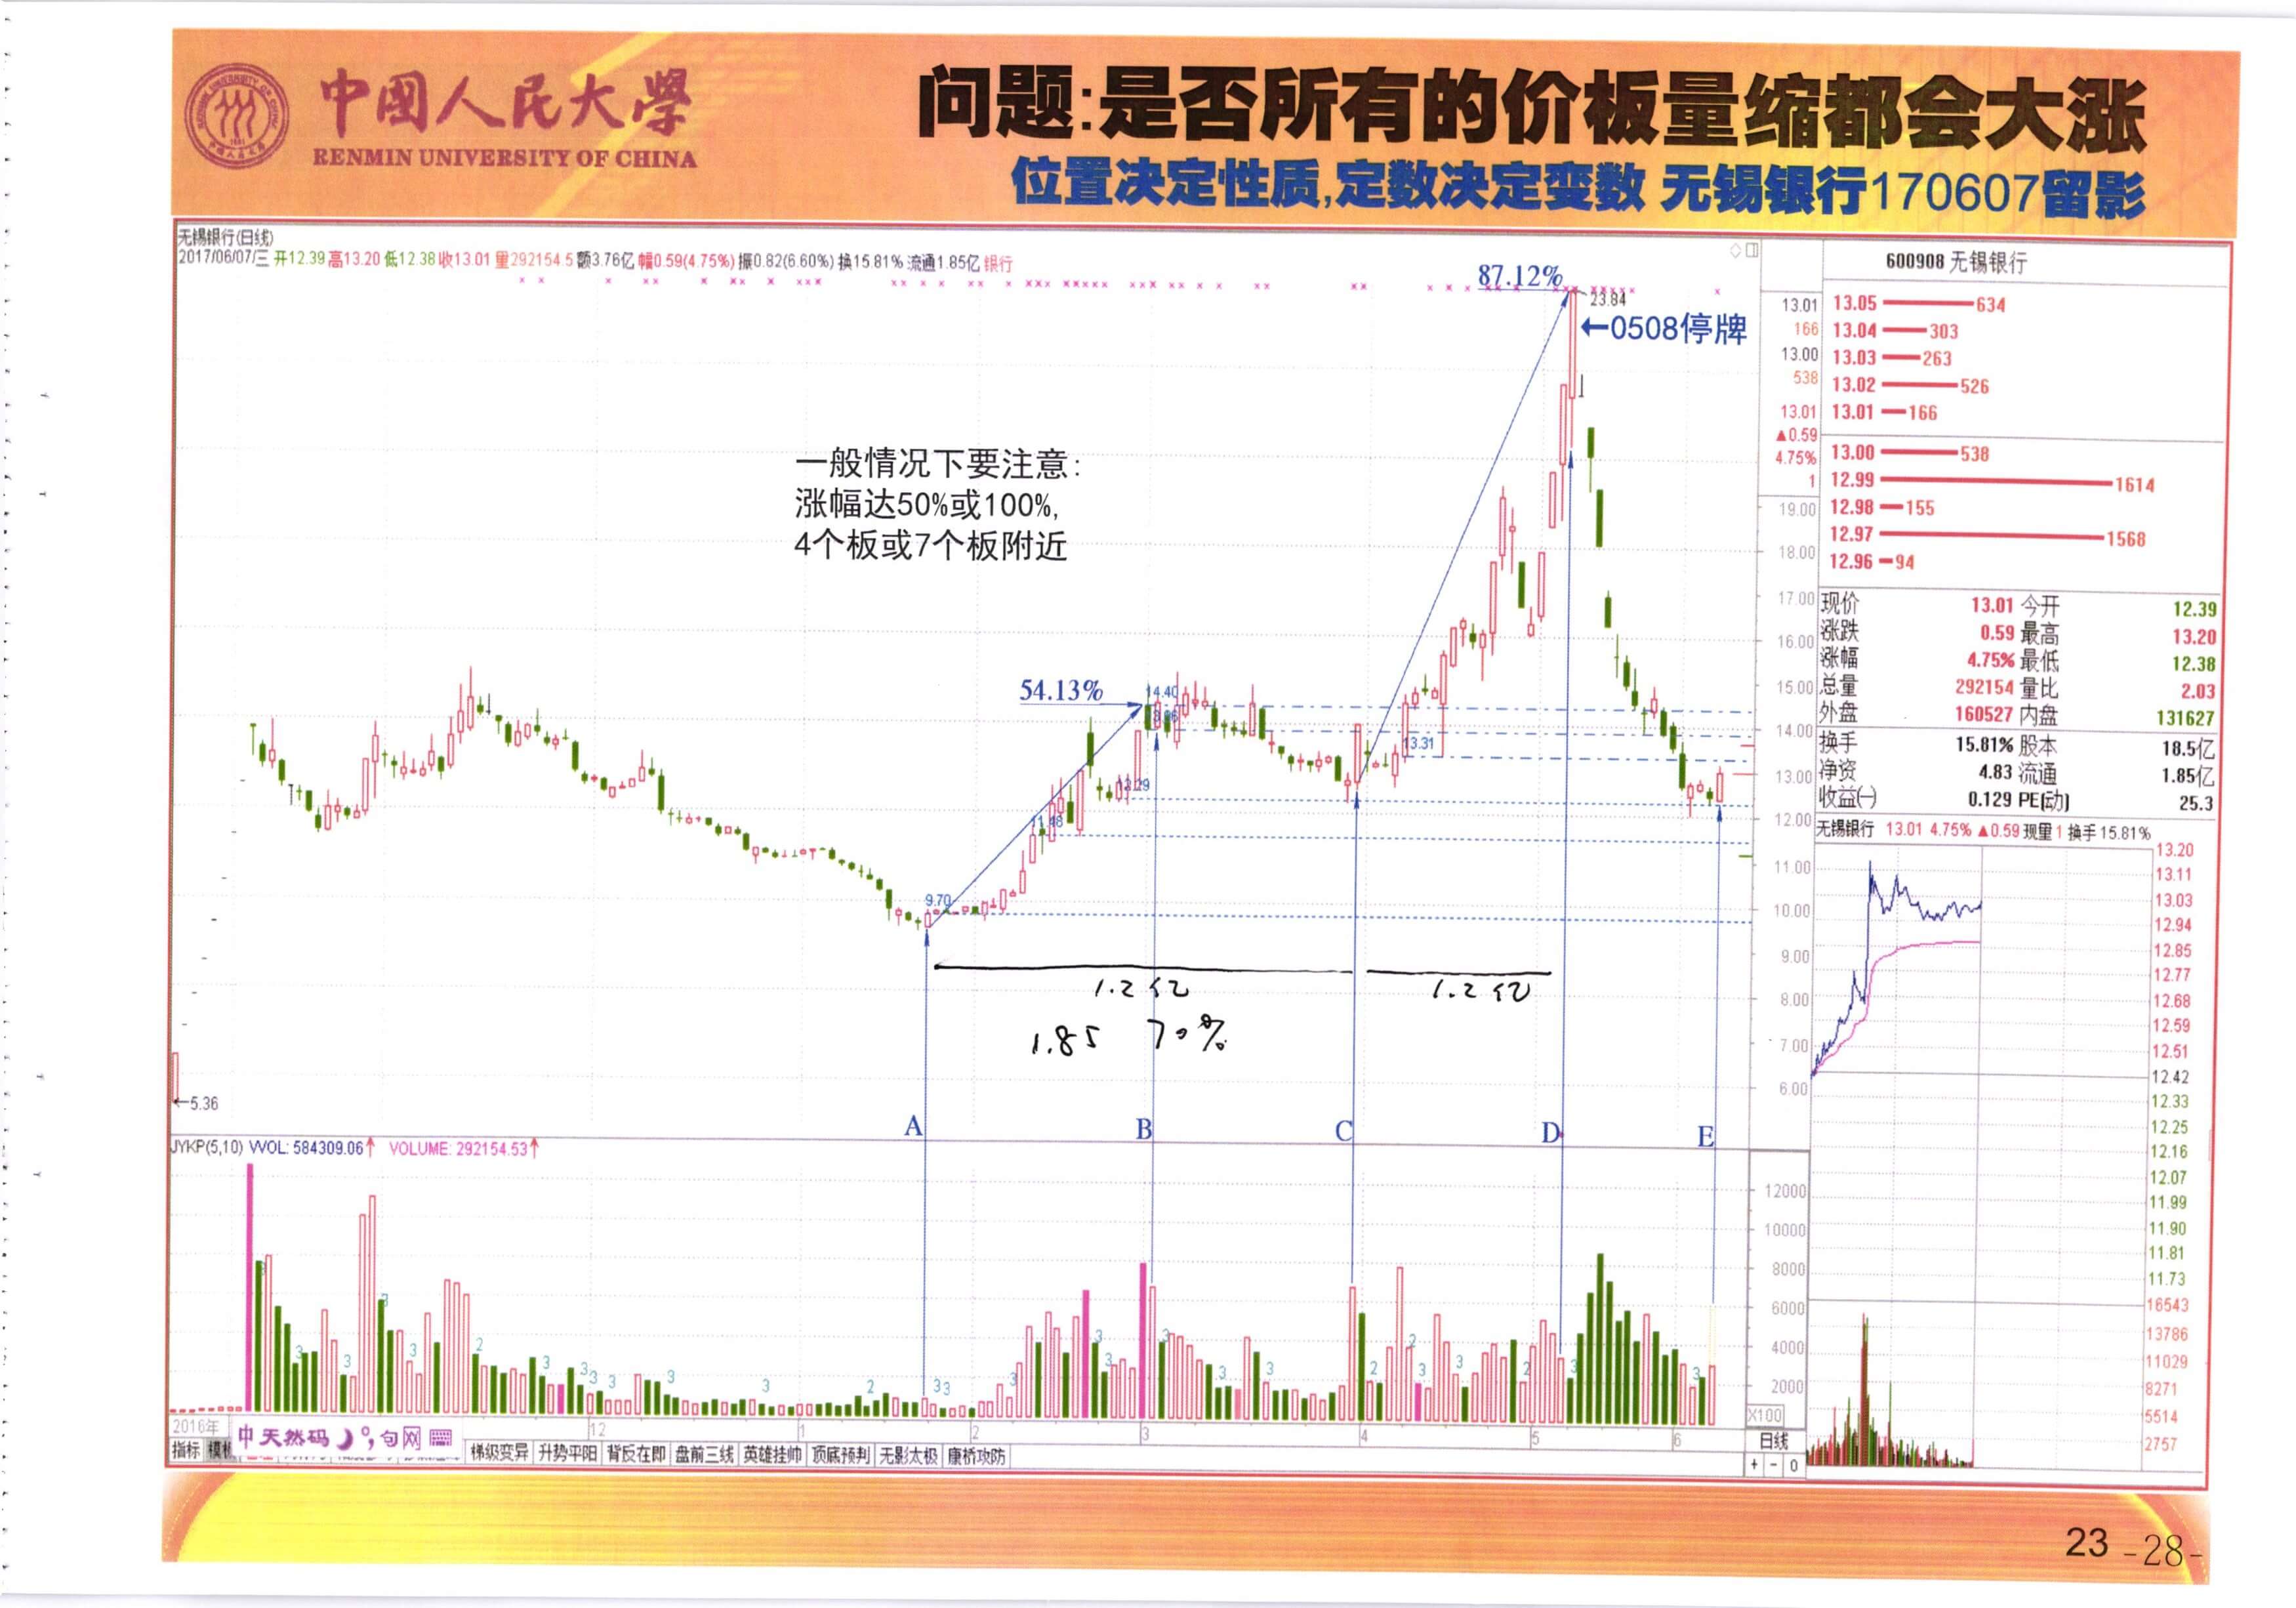 中國人民大學
RENMIN UNIVERSITY OF CHINA
问题:是否所有的价板量缩都会大涨
位置决定性质,定数决定变数 无锡银行170607留影
无锡银行(日线)
2017/06/07/三 开12.39 高13.20 低12.38 收13.01 量292154.5 额3.76亿 幅0.59(4.75%) 振0.82(6.60%) 换15.81% 流通1.85亿 银行
87.12%
23.84
←0508停牌
一般情况下要注意:
涨幅达50%或100%,
4个板或7个板附近
54.13%
14.40
13.31
11.48
9.70
←5.36
1.2亿
1.2亿
1.85 70%
A B C D E
13.01
166
13.00
538
13.01
▲0.59
4.75%
1
19.00
18.00
17.00
16.00
15.00
14.00
13.00
12.00
11.00
10.00
9.00
8.00
7.00
6.00
JYKP(5,10) VVOL: 584309.06↑ VOLUME: 292154.53↑
12000
10000
8000
6000
4000
2000
X100
2016年 12 1 2 3 4 5 6 日线
中天然码 句网
指标 梯级变异 升势平阳 背反在即 盘前三线 英雄挂帅 顶底预判 无影太极 康桥攻防
+ - 0
600908 无锡银行
13.05 634
13.04 303
13.03 263
13.02 526
13.01 166
13.00 538
12.99 1614
12.98 155
12.97 1568
12.96 94
现价 13.01 今开 12.39
涨跌 0.59 最高 13.20
涨幅 4.75% 最低 12.38
总量 292154 量比 2.03
外盘 160527 内盘 131627
换手 15.81% 股本 18.5亿
净资 4.83 流通 1.85亿
收益(一) 0.129 PE(动) 25.3
无锡银行 13.01 4.75% ▲0.59 现量1 换手15.81%
13.20
13.11
13.03
12.94
12.85
12.77
12.68
12.59
12.51
12.42
12.33
12.25
12.16
12.07
11.99
11.90
11.81
11.73
16543
13786
11029
8271
5514
2757
23 -28-